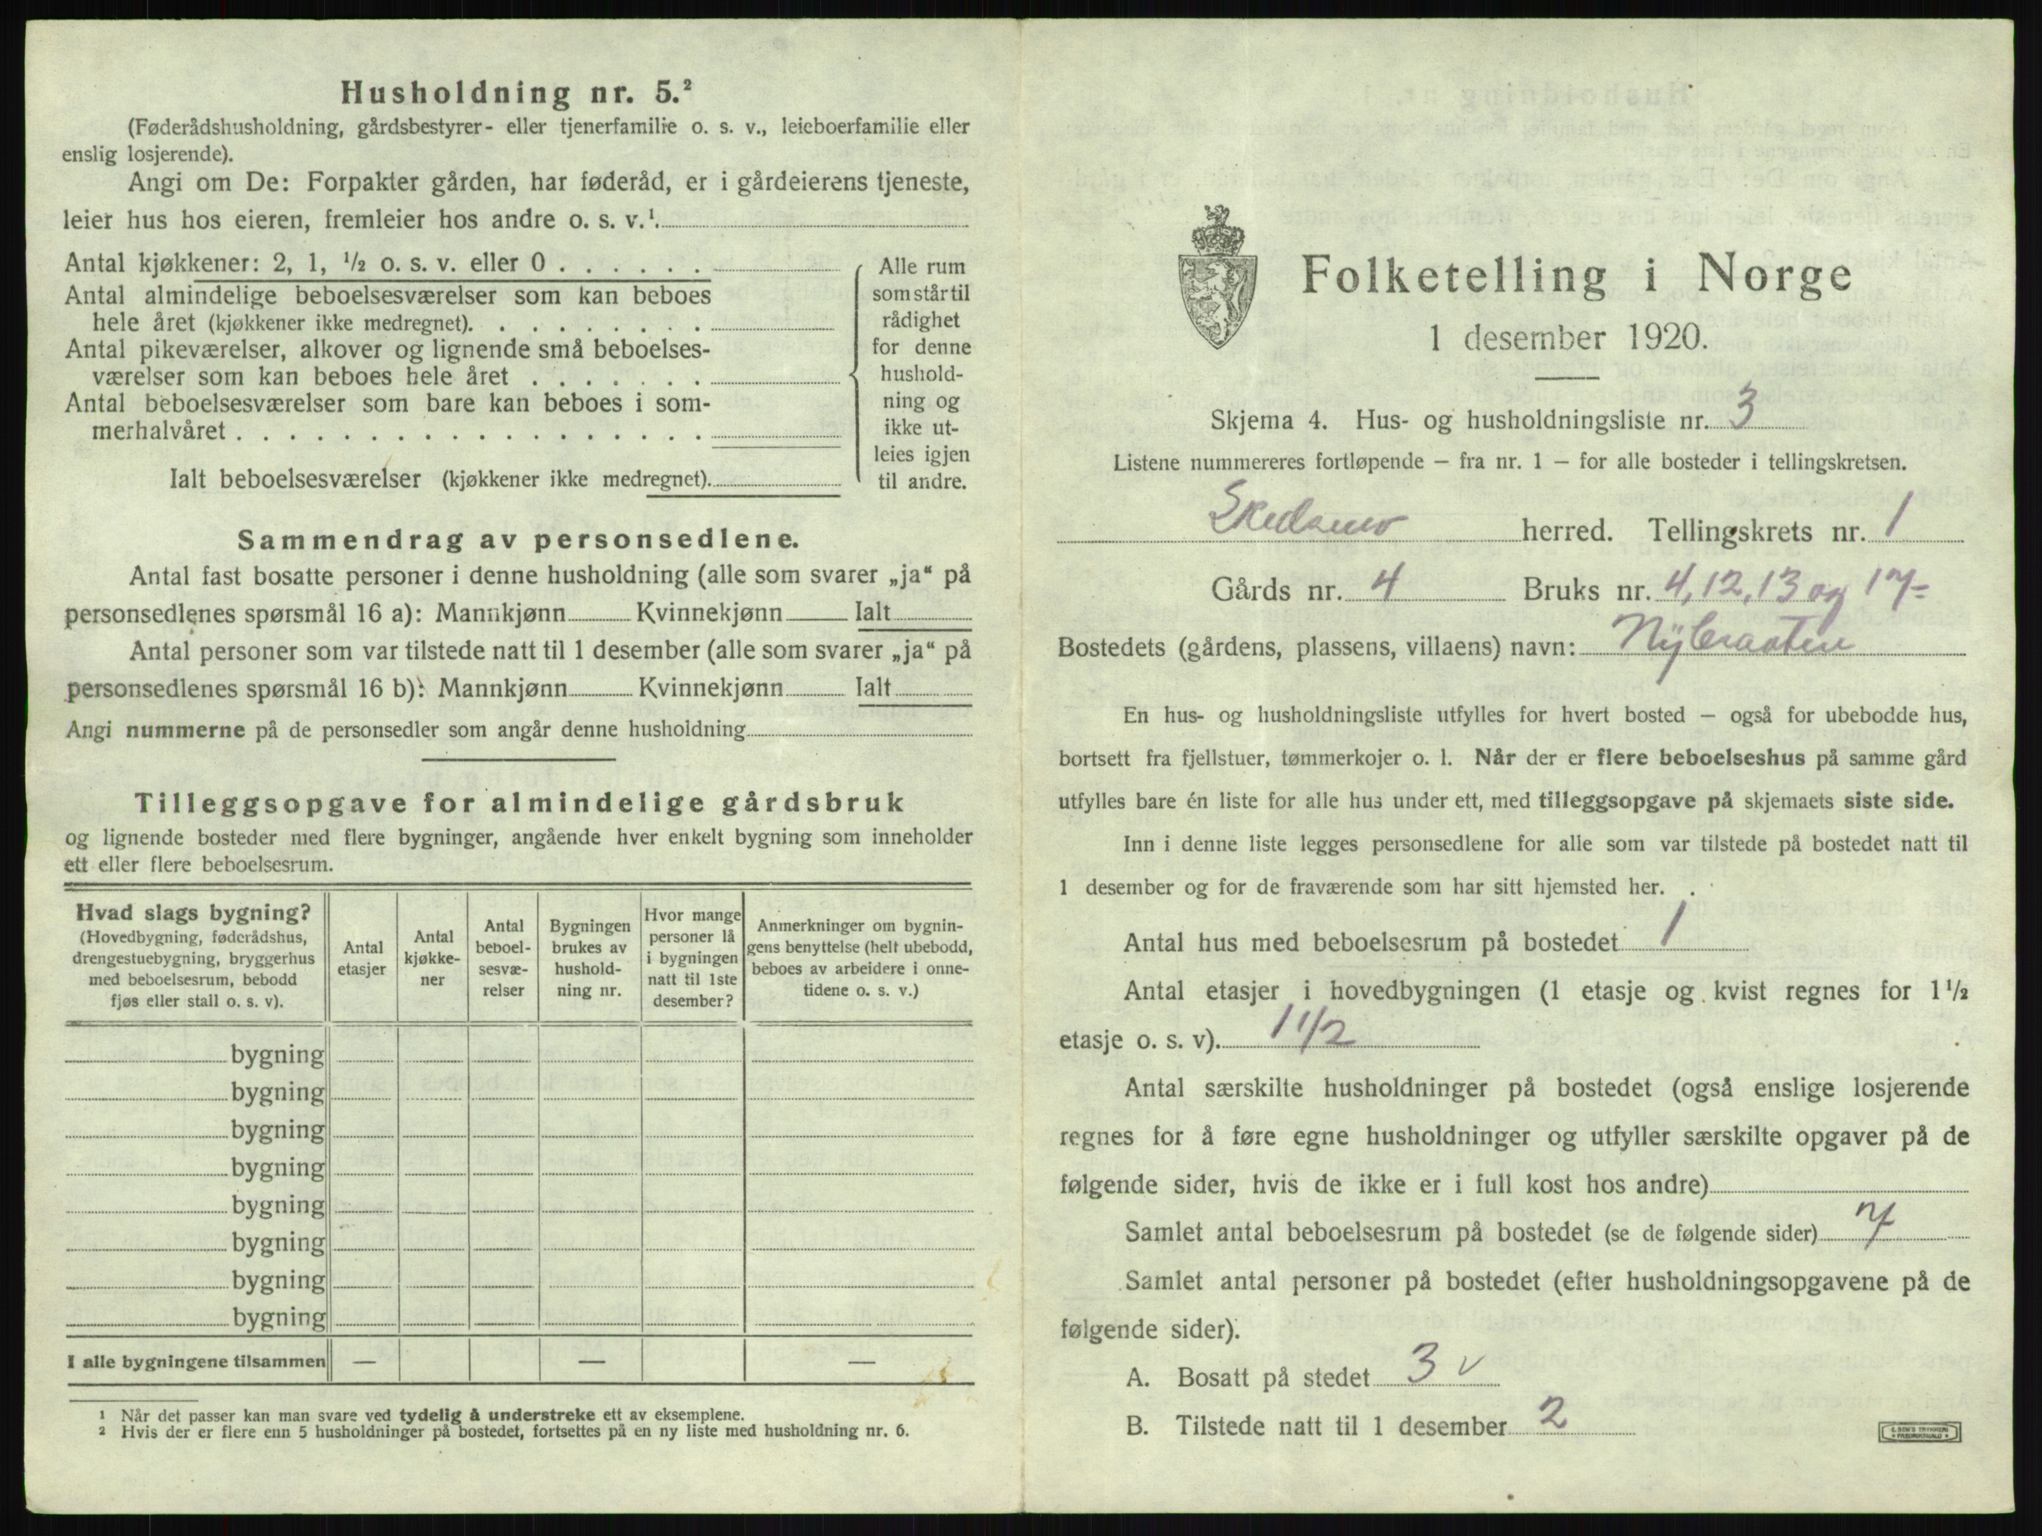 Husholdning nr. 5.²
(Føderådshusholdning, gårdsbestyrer- eller tjenerfamilie o. s. v., leieboerfamilie eller
enslig losjerende).
Angi om De: Forpakter gården, har føderåd, er i gårdeierens tjeneste,
leier hus hos eieren, fremleier hos andre o. s. v.¹.
Antal kjøkkener: 2, 1, ½ o. s. v. eller 0 . . . . . .
Antal almindelige beboelsesværelser som kan beboes
hele året (kjøkkener ikke medregnet). . . . . . . . .
Antal pikeværelser, alkover og lignende små beboelses-
værelser som kan beboes hele året . . . . . . .
Antal beboelsesværelser som bare kan beboes i som-
merhalvåret . . . . . . . . . . . . . . . . . .
Ialt beboelsesværelser (kjøkkener ikke medregnet).
Alle rum
som står til
rådighet
for denne
hushold-
ning og
ikke ut-
leies igjen
til andre.
Sammendrag av personsedlene.
Antal fast bosatte personer i denne husholdning (alle som svarer „ja“ på
personsedlenes spørsmål 16 a): Mannkjønn Kvinnekjønn Ialt
Antal personer som var tilstede natt til 1 desember (alle som svarer „ja“ på
personsedlenes spørsmål 16 b): Mannkjønn Kvinnekjønn Ialt
Angi nummerne på de personsedler som angår denne husholdning
Tilleggsopgave for almindelige gårdsbruk
og lignende bosteder med flere bygninger, angående hver enkelt bygning som inneholder
ett eller flere beboelsesrum.
Hvad slags bygning?
(Hovedbygning, føderådshus,
drengestuebygning, bryggerhus
med beboelsesrum, bebodd
fjøs eller stall o. s. v).
Antal
etasjer
Antal
kjøkke-
ner
Antal
beboel-
sesvæ-
relser
Bygningen
brukes av
hushold-
ning nr.
Hvor mange
personer lå
i bygningen
natt til 1ste
desember?
Anmerkninger om bygnin-
gens benyttelse (helt ubebodd,
beboes av arbeidere i onne-
tidene o. s. v.)
bygning
bygning
bygning
bygning
bygning
bygning
bygning
bygning
I alle bygningene tilsammen — — —
¹ Når det passer kan man svare ved tydelig å understreke ett av eksemplene.
² Hvis der er flere enn 5 husholdninger på bostedet, fortsettes på en ny liste med husholdning nr. 6.
Folketelling i Norge
1 desember 1920.
Skjema 4. Hus- og husholdningsliste nr. 3
Listene nummereres fortløpende — fra nr. 1 — for alle bosteder i tellingskretsen.
Skedsmo herred. Tellingskrets nr. 1
Gårds nr. 4 Bruks nr. 4, 12, 13 og 17
Bostedets (gårdens, plassens, villaens) navn: Nybraaten
En hus- og husholdningsliste utfylles for hvert bosted — også for ubebodde hus,
bortsett fra fjellstuer, tømmerkojer o. l. Når der er flere beboelseshus på samme gård
utfylles bare én liste for alle hus under ett, med tilleggsopgave på skjemaets siste side.
Inn i denne liste legges personsedlene for alle som var tilstede på bostedet natt til
1 desember og for de fraværende som har sitt hjemsted her.
Antal hus med beboelsesrum på bostedet 1
Antal etasjer i hovedbygningen (1 etasje og kvist regnes for 1½
etasje o. s. v). 1 1/2
Antal særskilte husholdninger på bostedet (også enslige losjerende
regnes for å føre egne husholdninger og utfyller særskilte opgaver på de
følgende sider, hvis de ikke er i full kost hos andre)
Samlet antal beboelsesrum på bostedet (se de følgende sider) 7
Samlet antal personer på bostedet (efter husholdningsopgavene på de
følgende sider).
A. Bosatt på stedet 3 v
B. Tilstede natt til 1 desember 2